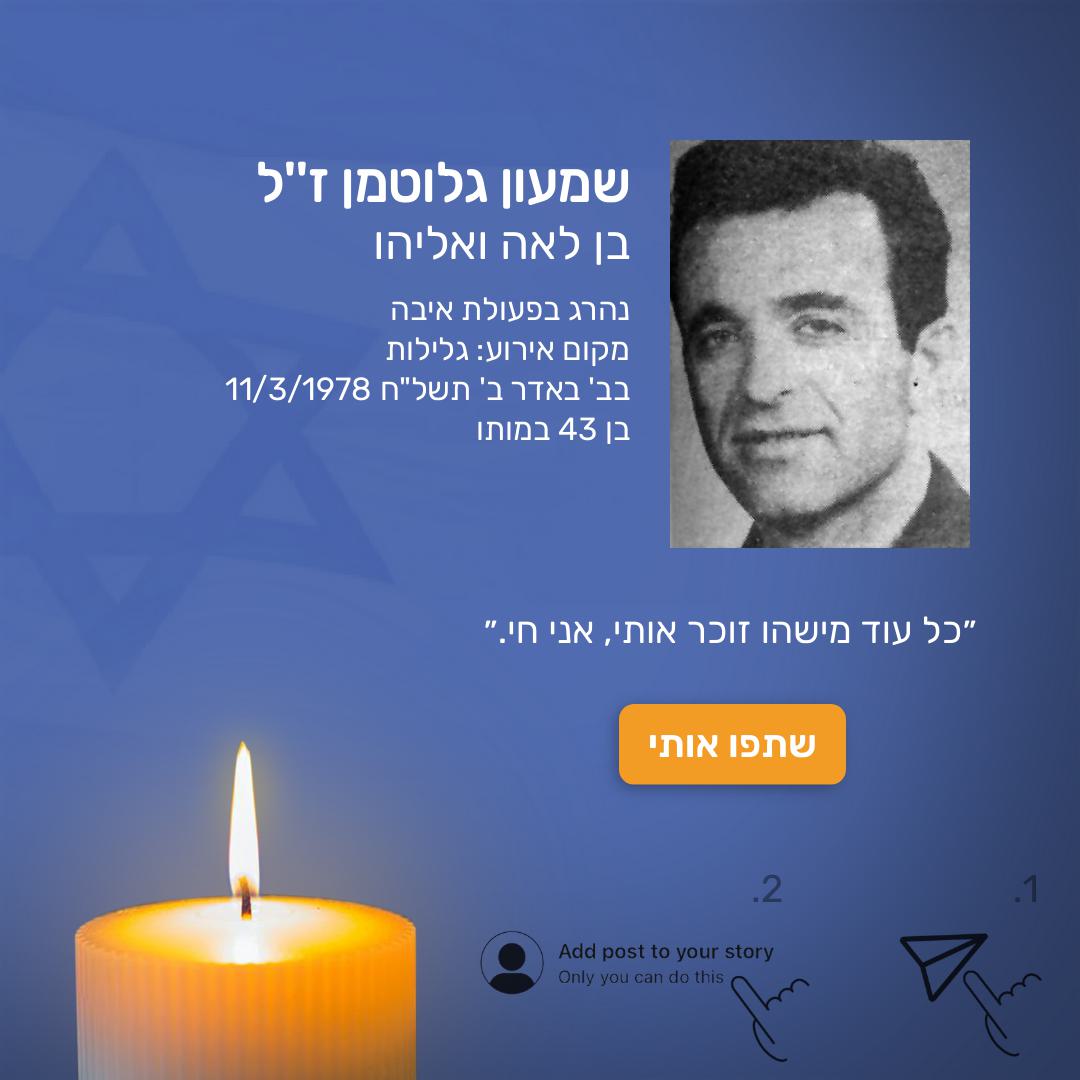 שמעון גלוטמן ז''ל
בן לאה ואליהו
נהרג בפעולת איבה
מקום אירוע: גלילות
בב' באדר ב' תשל"ח 11/3/1978
בן 43 במותו
״כל עוד מישהו זוכר אותי, אני חי.״
שתפו אותי
1.
2.
Add post to your story
Only you can do this